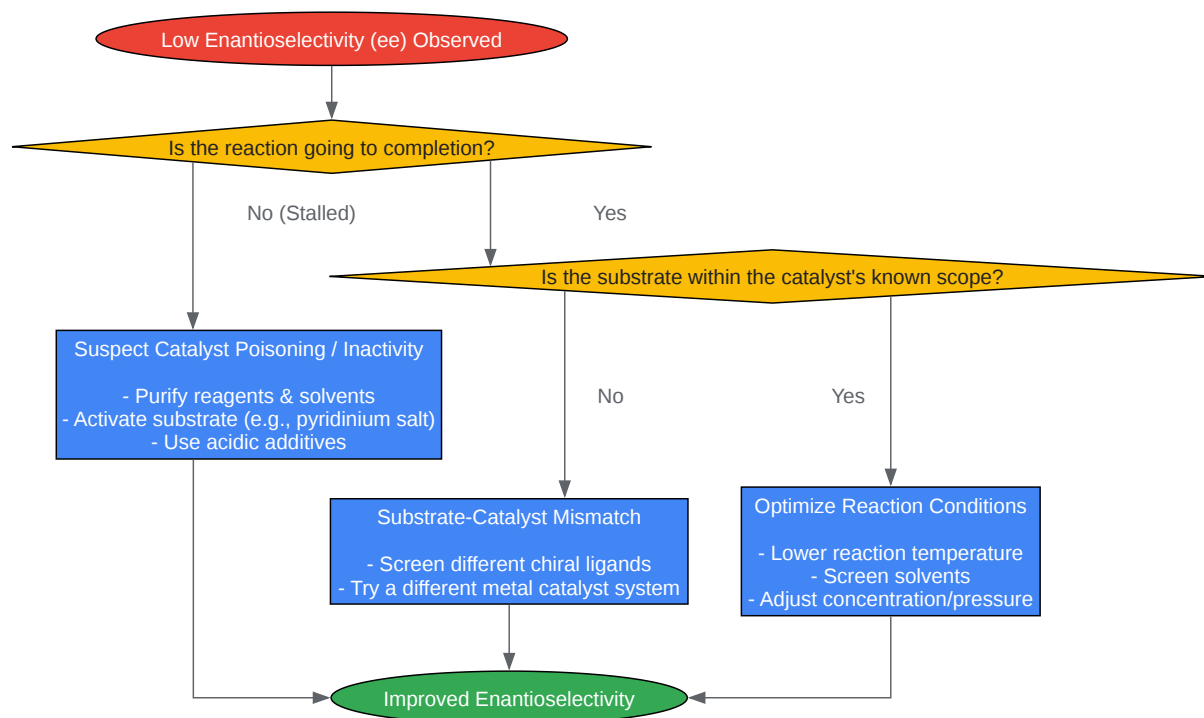 Low Enantioselectivity (ee) Observed
Is the reaction going to completion?
No (Stalled)
Yes
Is the substrate within the catalyst's known scope?
Suspect Catalyst Poisoning / Inactivity
- Purify reagents & solvents
- Activate substrate (e.g., pyridinium salt)
- Use acidic additives
No
Yes
Substrate-Catalyst Mismatch
- Screen different chiral ligands
- Try a different metal catalyst system
Optimize Reaction Conditions
- Lower reaction temperature
- Screen solvents
- Adjust concentration/pressure
Improved Enantioselectivity